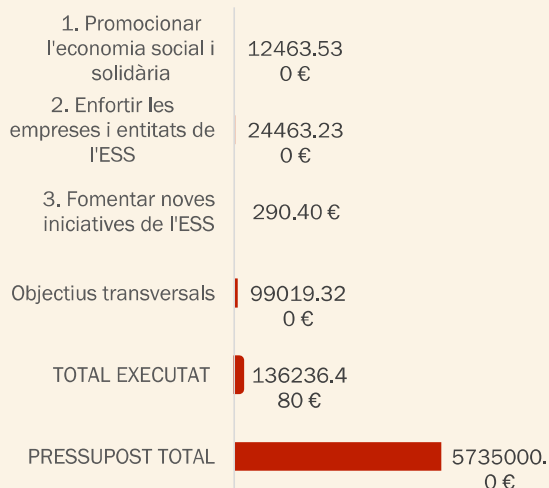 1. Promocionar
l'economia social i
solidària
12463.53
0 €
2. Enfortir les
empreses i entitats de
l'ESS
24463.23
0 €
3. Fomentar noves
iniciatives de l'ESS
290.40 €
Objectius transversals
99019.32
0 €
TOTAL EXECUTAT
136236.4
80 €
PRESSUPOST TOTAL
5735000.
0 €